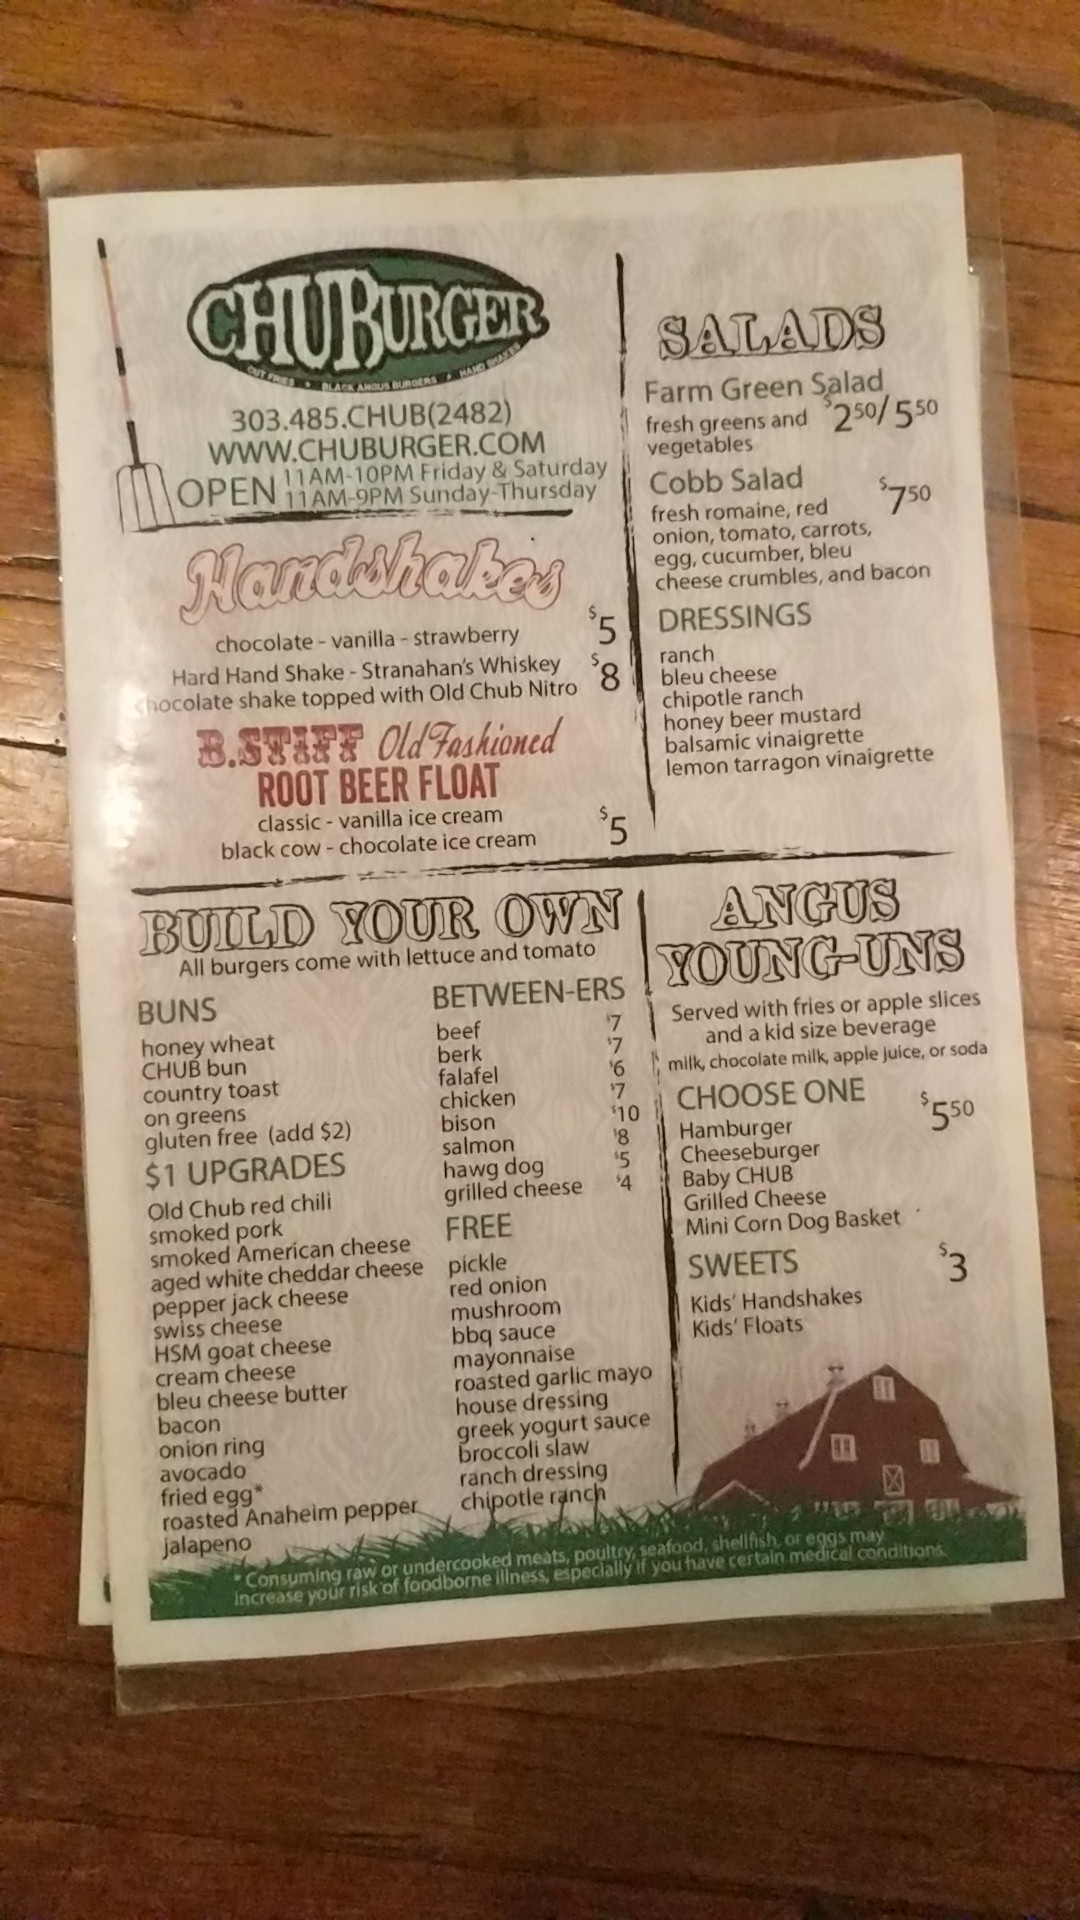 CHUBURGER
CUT FRIES • BLACK ANGUS BURGERS • HAND SHAKES
303.485.CHUB(2482)
WWW.CHUBURGER.COM
OPEN 11AM-10PM Friday & Saturday
11AM-9PM Sunday-Thursday
Handshakes
chocolate - vanilla - strawberry $5
Hard Hand Shake - Stranahan's Whiskey $8
chocolate shake topped with Old Chub Nitro
B.STIFF Old Fashioned
ROOT BEER FLOAT
classic - vanilla ice cream $5
black cow - chocolate ice cream
SALADS
Farm Green Salad
fresh greens and $250/550
vegetables
Cobb Salad $750
fresh romaine, red
onion, tomato, carrots,
egg, cucumber, bleu
cheese crumbles, and bacon
DRESSINGS
ranch
bleu cheese
chipotle ranch
honey beer mustard
balsamic vinaigrette
lemon tarragon vinaigrette
BUILD YOUR OWN
All burgers come with lettuce and tomato
BUNS
honey wheat
CHUB bun
country toast
on greens
gluten free (add $2)
$1 UPGRADES
Old Chub red chili
smoked pork
smoked American cheese
aged white cheddar cheese
pepper jack cheese
swiss cheese
HSM goat cheese
cream cheese
bleu cheese butter
bacon
onion ring
avocado
fried egg*
roasted Anaheim pepper
jalapeno
BETWEEN-ERS
beef $7
berk $7
falafel $6
chicken $7
bison $10
salmon $8
hawg dog $5
grilled cheese $4
FREE
pickle
red onion
mushroom
bbq sauce
mayonnaise
roasted garlic mayo
house dressing
greek yogurt sauce
broccoli slaw
ranch dressing
chipotle ranch
ANGUS
YOUNG-UNS
Served with fries or apple slices
and a kid size beverage
milk, chocolate milk, apple juice, or soda
CHOOSE ONE $550
Hamburger
Cheeseburger
Baby CHUB
Grilled Cheese
Mini Corn Dog Basket
SWEETS $3
Kids' Handshakes
Kids' Floats
* Consuming raw or undercooked meats, poultry, seafood, shellfish, or eggs may
increase your risk of foodborne illness, especially if you have certain medical conditions.